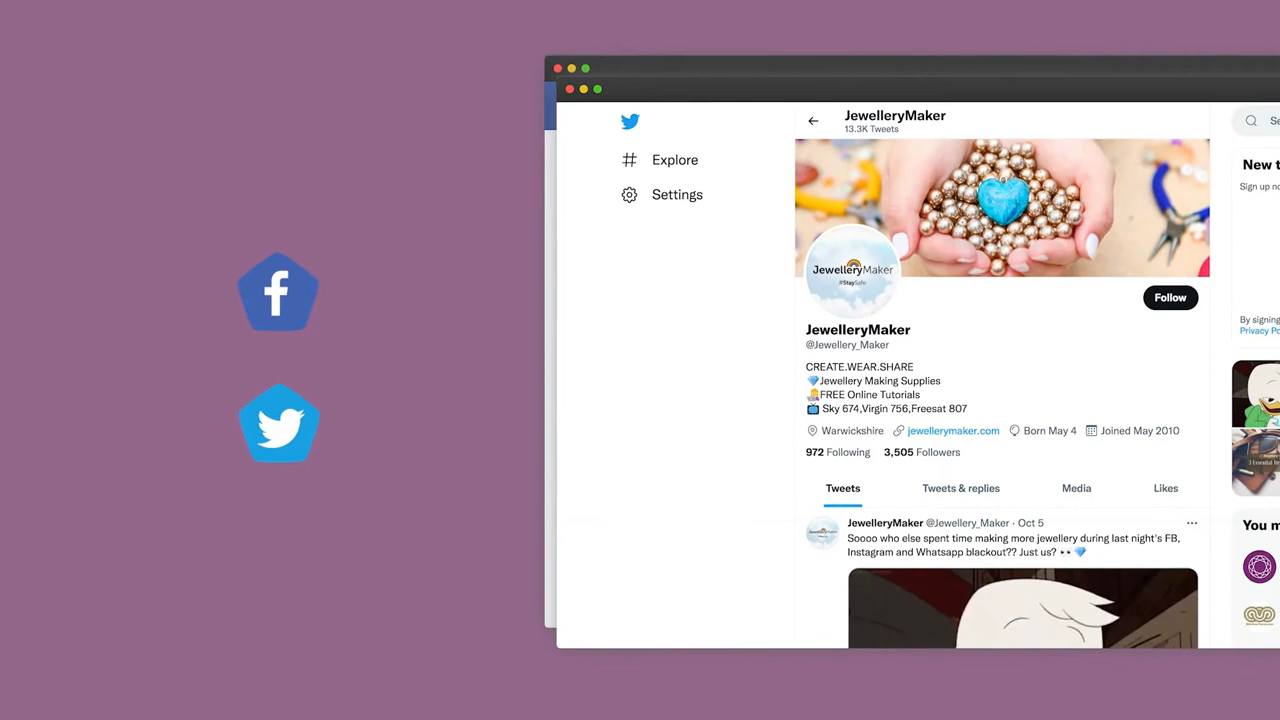 JewelleryMaker
13.3K Tweets
Explore
Settings
JewelleryMaker
#StaySafe
Follow
JewelleryMaker
@Jewellery_Maker
CREATE.WEAR.SHARE
💎Jewellery Making Supplies
FREE Online Tutorials
📺 Sky 674,Virgin 756,Freesat 807
Warwickshire jewellerymaker.com Born May 4 Joined May 2010
972 Following 3,505 Followers
Tweets Tweets & replies Media Likes
JewelleryMaker @Jewellery_Maker · Oct 5
Soooo who else spent time making more jewellery during last night's FB,
Instagram and Whatsapp blackout?? Just us? 👀 💎
Se
New t
Sign up no
By signing
Privacy Po
You m